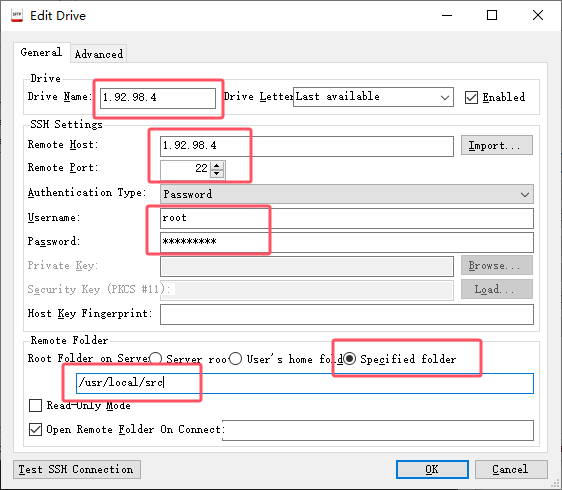 Edit Drive
General Advanced
Drive
Drive Name: 1.92.98.4 Drive Letter Last available Enabled
SSH Settings
Remote Host: 1.92.98.4 Import...
Remote Port: 22
Authentication Type: Password
Username: root
Password: *********
Private Key: Browse...
Security Key (PKCS #11): Load...
Host Key Fingerprint:
Remote Folder
Root Folder on Serve Server roo User's home fold Specified folder
/usr/local/src
Read-Only Mode
Open Remote Folder On Connect
Test SSH Connection OK Cancel